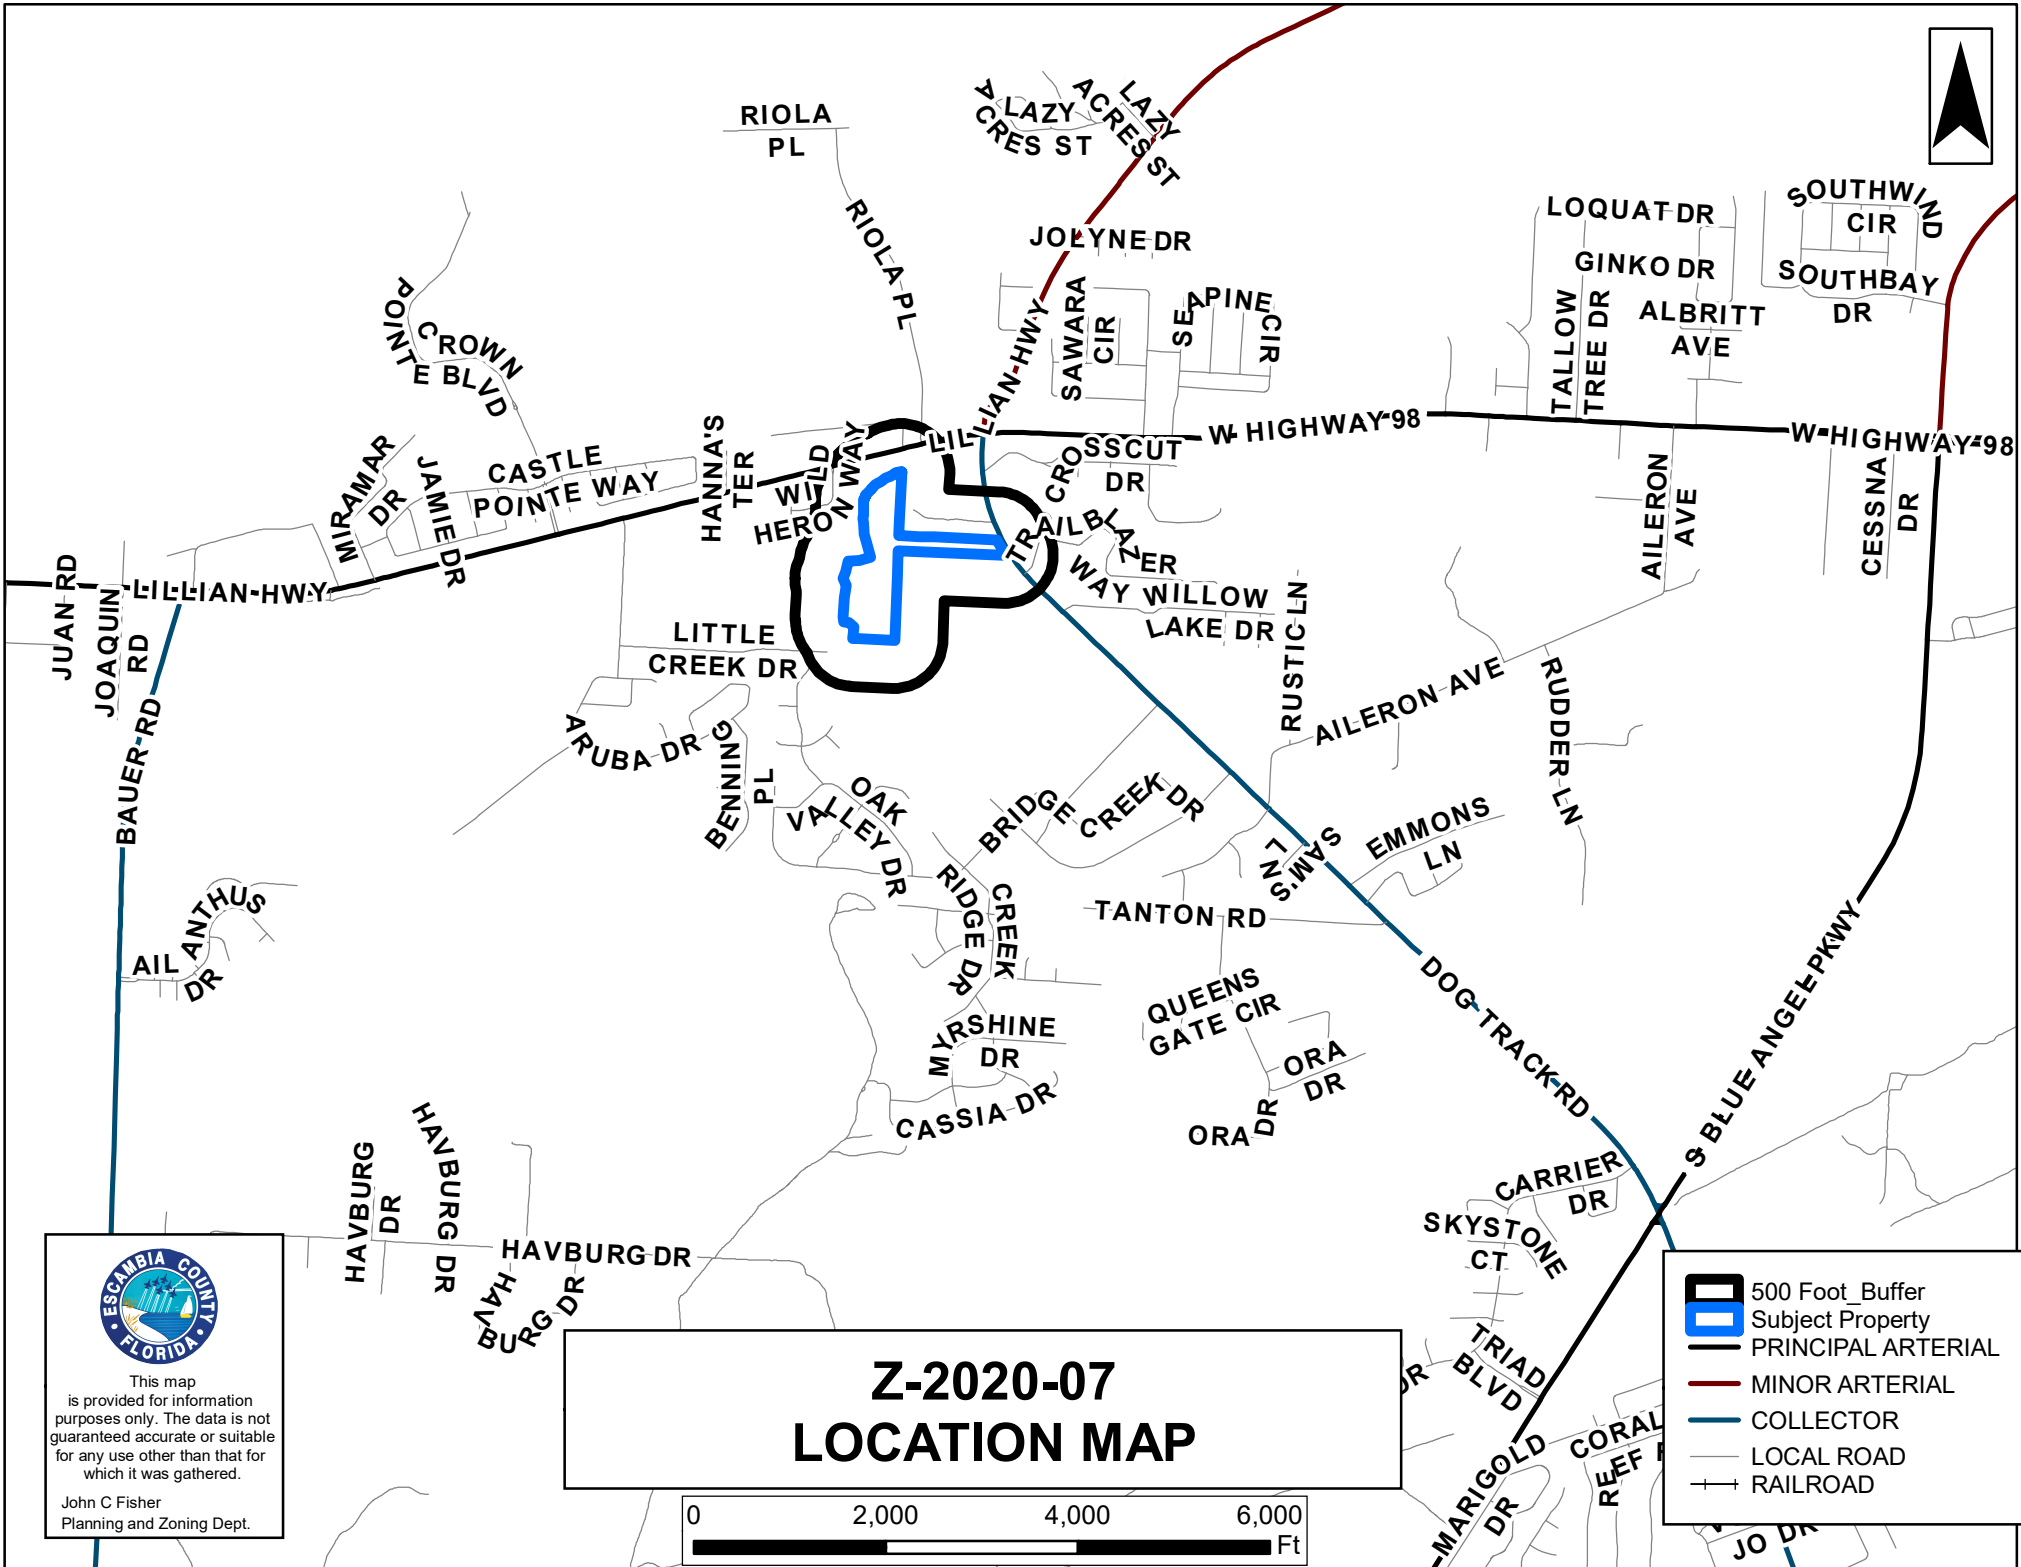 RIOLA
PL
LAZY
ACRES ST
LAZY
ACRES ST
RIOLA PL
JOLYNE DR
LOQUAT DR
SOUTHWIND
CIR
GINKO DR
SOUTHBAY
DR
CROWN
POINTE BLVD
LILLIAN HWY
SAWARA
CIR
SEA PINE CIR
TALLOW
TREE DR
ALBRITT
AVE
W HIGHWAY 98
W HIGHWAY 98
MIRAMAR
DR
JAMIE DR
CASTLE
POINTE WAY
HANNA'S
TER
WILD
HERON WAY
CROSSCUT
DR
AILERON
AVE
CESSNA
DR
TRAILBLAZER
WAY
JUAN RD
JOAQUIN
RD
LILLIAN HWY
WILLOW
LAKE DR
RUSTIC LN
LITTLE
CREEK DR
BAUER RD
ARUBA DR
BENNING
PL
AILERON AVE
RUDDER LN
OAK
VALLEY DR
BRIDGE
CREEK DR
SAM'S
LN
EMMONS
LN
AILANTHUS
DR
CREEK
RIDGE DR
TANTON RD
DOG TRACK RD
S BLUE ANGEL PKWY
QUEENS
GATE CIR
MYRSHINE
DR
ORA
DR
CASSIA DR
ORA DR
HAVBURG
DR
HAVBURG DR
HAVBURG DR
HAVBURG DR
CARRIER
DR
SKYSTONE
CT
TRIAD
BLVD
DR
MARIGOLD
DR
CORAL
REEF
JO DR
ESCAMBIA COUNTY
FLORIDA
This map
is provided for information
purposes only. The data is not
guaranteed accurate or suitable
for any use other than that for
which it was gathered.
John C Fisher
Planning and Zoning Dept.
Z-2020-07
LOCATION MAP
0 2,000 4,000 6,000
Ft
500 Foot_Buffer
Subject Property
PRINCIPAL ARTERIAL
MINOR ARTERIAL
COLLECTOR
LOCAL ROAD
RAILROAD